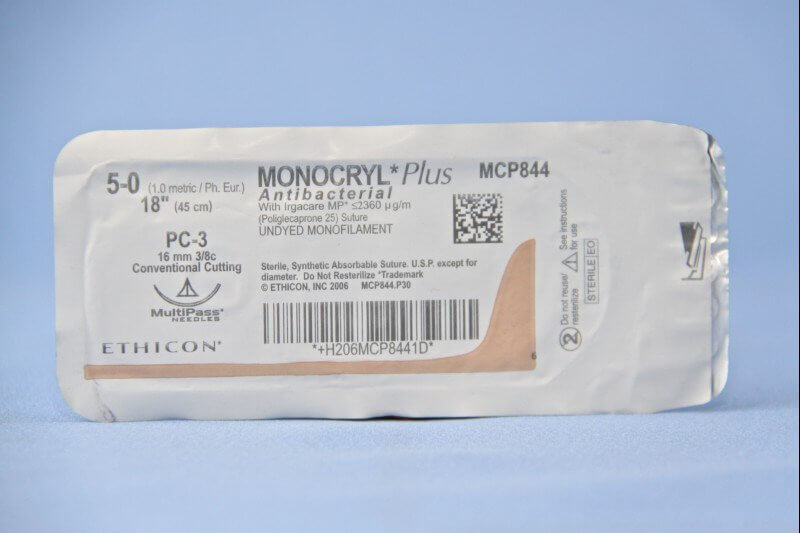 5-0 (1.0 metric / Ph. Eur.)
18" (45 cm)
PC-3
16 mm 3/8c
Conventional Cutting
MultiPass*
NEEDLES
ETHICON*
MONOCRYL* Plus
Antibacterial
With Irgacare MP* ≤2360 µg/m
(Poliglecaprone 25) Suture
UNDYED MONOFILAMENT
MCP844
Sterile, Synthetic Absorbable Suture. U.S.P. except for
diameter. Do Not Resterilize *Trademark
© ETHICON, INC 2006 MCP844.P30
*+H206MCP8441D*
6
2
Do not reuse/
resterilize
See instructions
STERILE EO